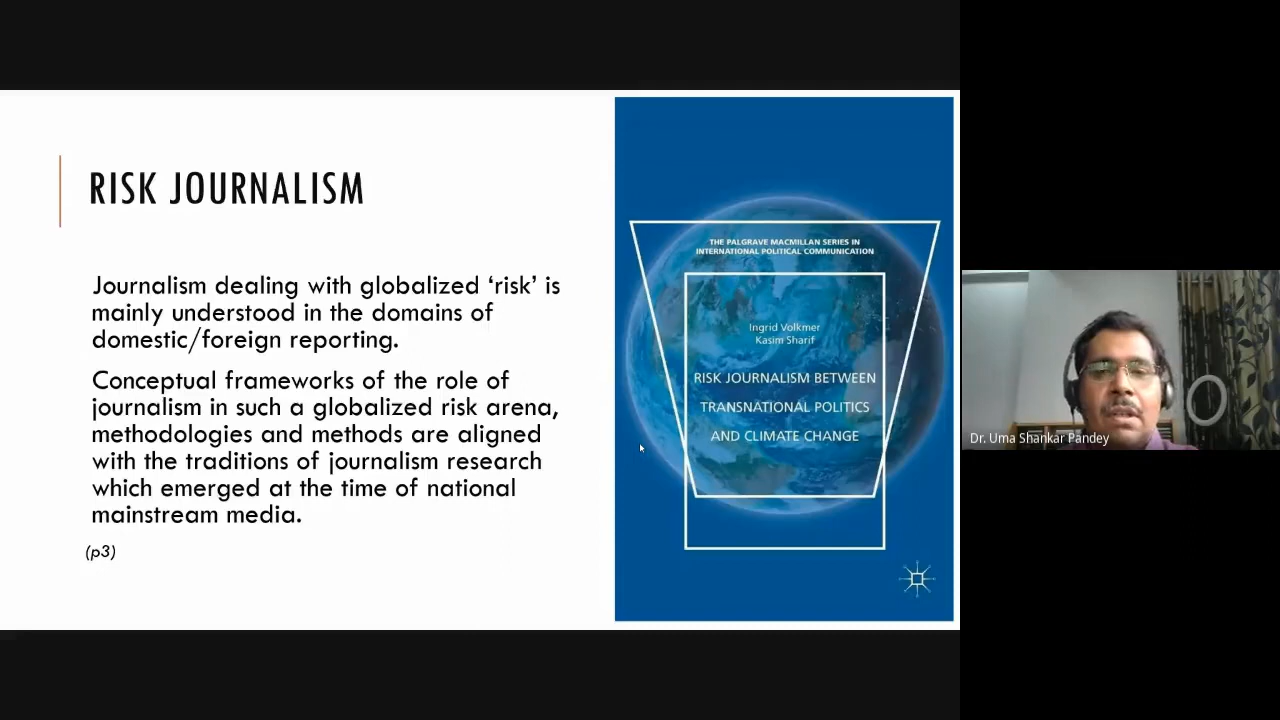 RISK JOURNALISM
Journalism dealing with globalized ‘risk’ is
mainly understood in the domains of
domestic/foreign reporting.
Conceptual frameworks of the role of
journalism in such a globalized risk arena,
methodologies and methods are aligned
with the traditions of journalism research
which emerged at the time of national
mainstream media.
(p3)
THE PALGRAVE MACMILLAN SERIES IN
INTERNATIONAL POLITICAL COMMUNICATION
Ingrid Volkmer
Kasim Sharif
RISK JOURNALISM BETWEEN
TRANSNATIONAL POLITICS
AND CLIMATE CHANGE
Dr. Uma Shankar Pandey